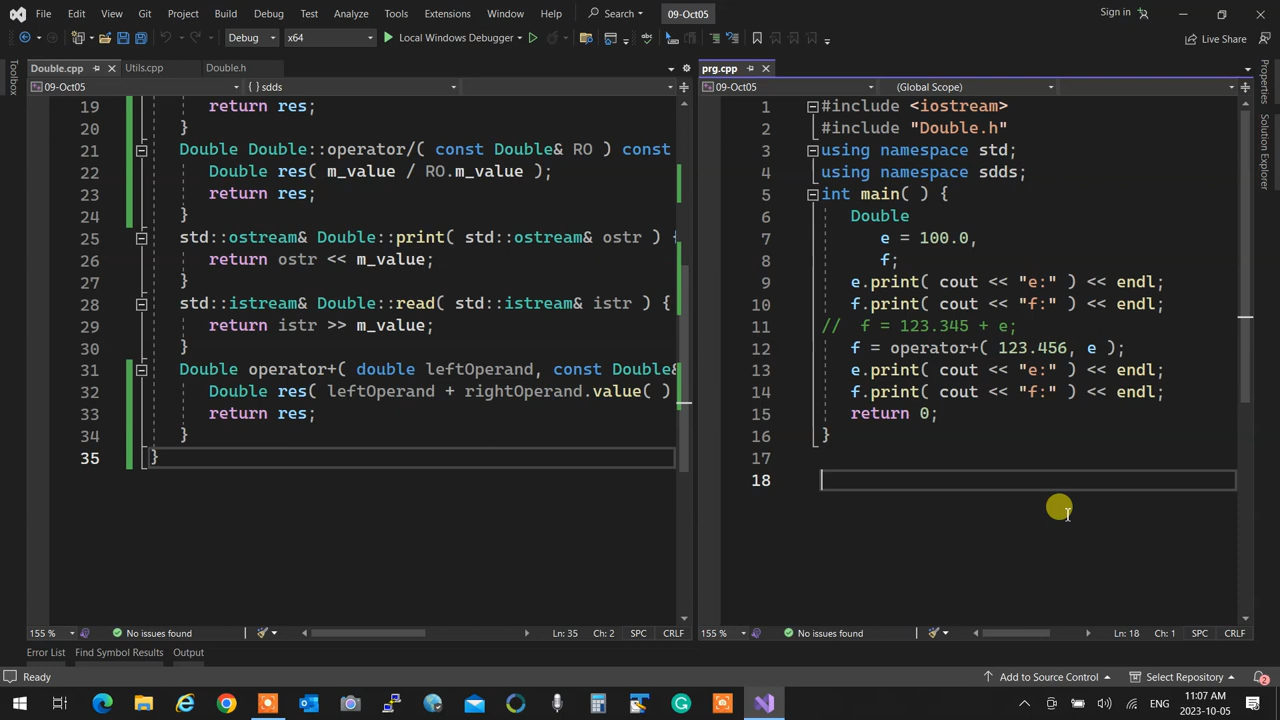 File Edit View Git Project Build Debug Test Analyze Tools Extensions Window Help Search 09-Oct05 Sign in
Debug x64 Local Windows Debugger Live Share
Toolbox
Double.cpp Utils.cpp Double.h
09-Oct05 {} sdds
19 return res;
20 }
21 Double Double::operator/( const Double& RO ) const
22 Double res( m_value / RO.m_value );
23 return res;
24 }
25 std::ostream& Double::print( std::ostream& ostr ) {
26 return ostr << m_value;
27 }
28 std::istream& Double::read( std::istream& istr ) {
29 return istr >> m_value;
30 }
31 Double operator+( double leftOperand, const Double&
32 Double res( leftOperand + rightOperand.value( )
33 return res;
34 }
35 }
155 % No issues found Ln: 35 Ch: 2 SPC CRLF
prg.cpp
09-Oct05 (Global Scope)
1 #include <iostream>
2 #include "Double.h"
3 using namespace std;
4 using namespace sdds;
5 int main( ) {
6 Double
7 e = 100.0,
8 f;
9 e.print( cout << "e:" ) << endl;
10 f.print( cout << "f:" ) << endl;
11 // f = 123.345 + e;
12 f = operator+( 123.456, e );
13 e.print( cout << "e:" ) << endl;
14 f.print( cout << "f:" ) << endl;
15 return 0;
16 }
17
18
155 % No issues found Ln: 18 Ch: 1 SPC CRLF
Properties
Solution Explorer
Error List Find Symbol Results Output
Ready Add to Source Control Select Repository 2
ENG 11:07 AM
2023-10-05